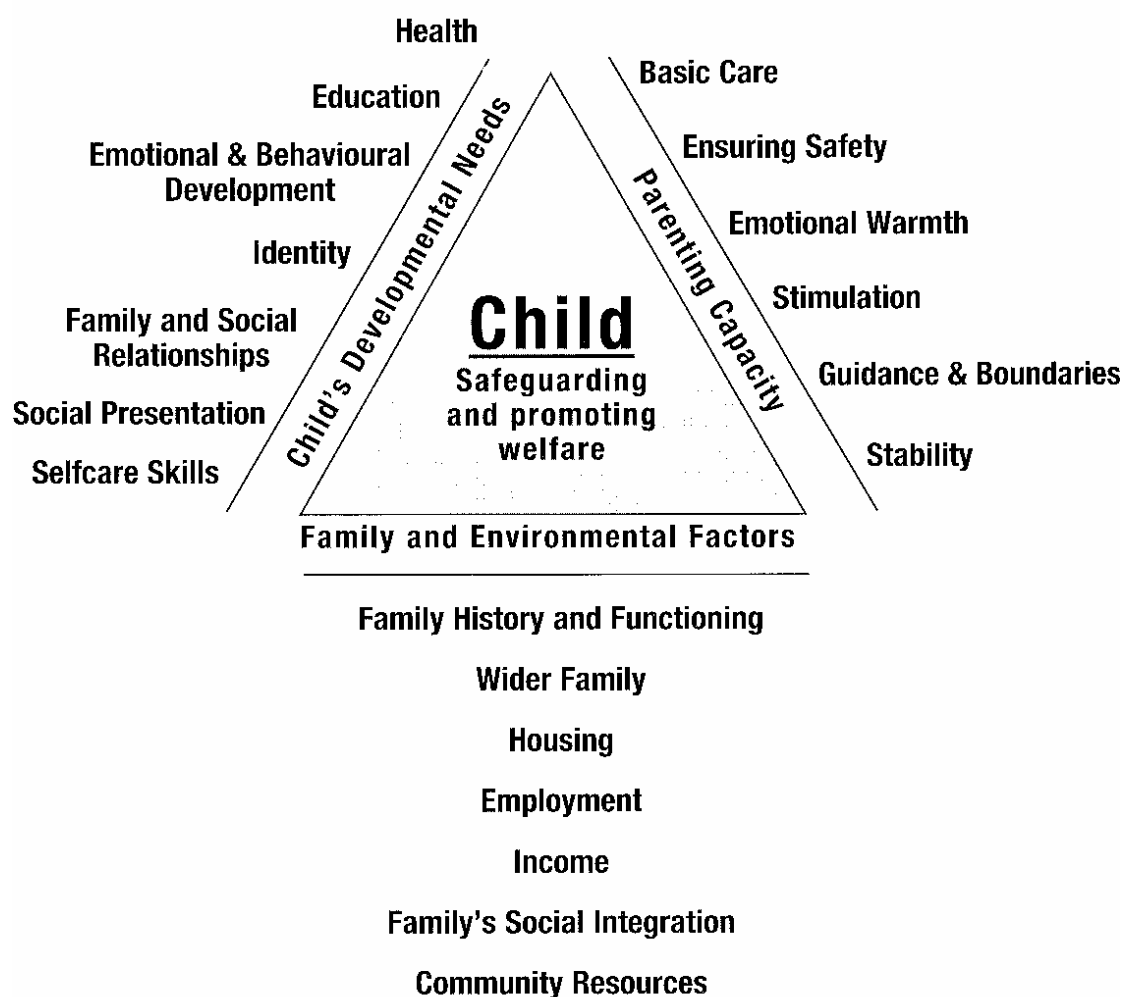 Health
Education
Emotional & Behavioural
Development
Identity
Family and Social
Relationships
Social Presentation
Selfcare Skills
Child's Developmental Needs
Basic Care
Ensuring Safety
Emotional Warmth
Stimulation
Guidance & Boundaries
Stability
Parenting Capacity
Child
Safeguarding
and promoting
welfare
Family and Environmental Factors
Family History and Functioning
Wider Family
Housing
Employment
Income
Family's Social Integration
Community Resources